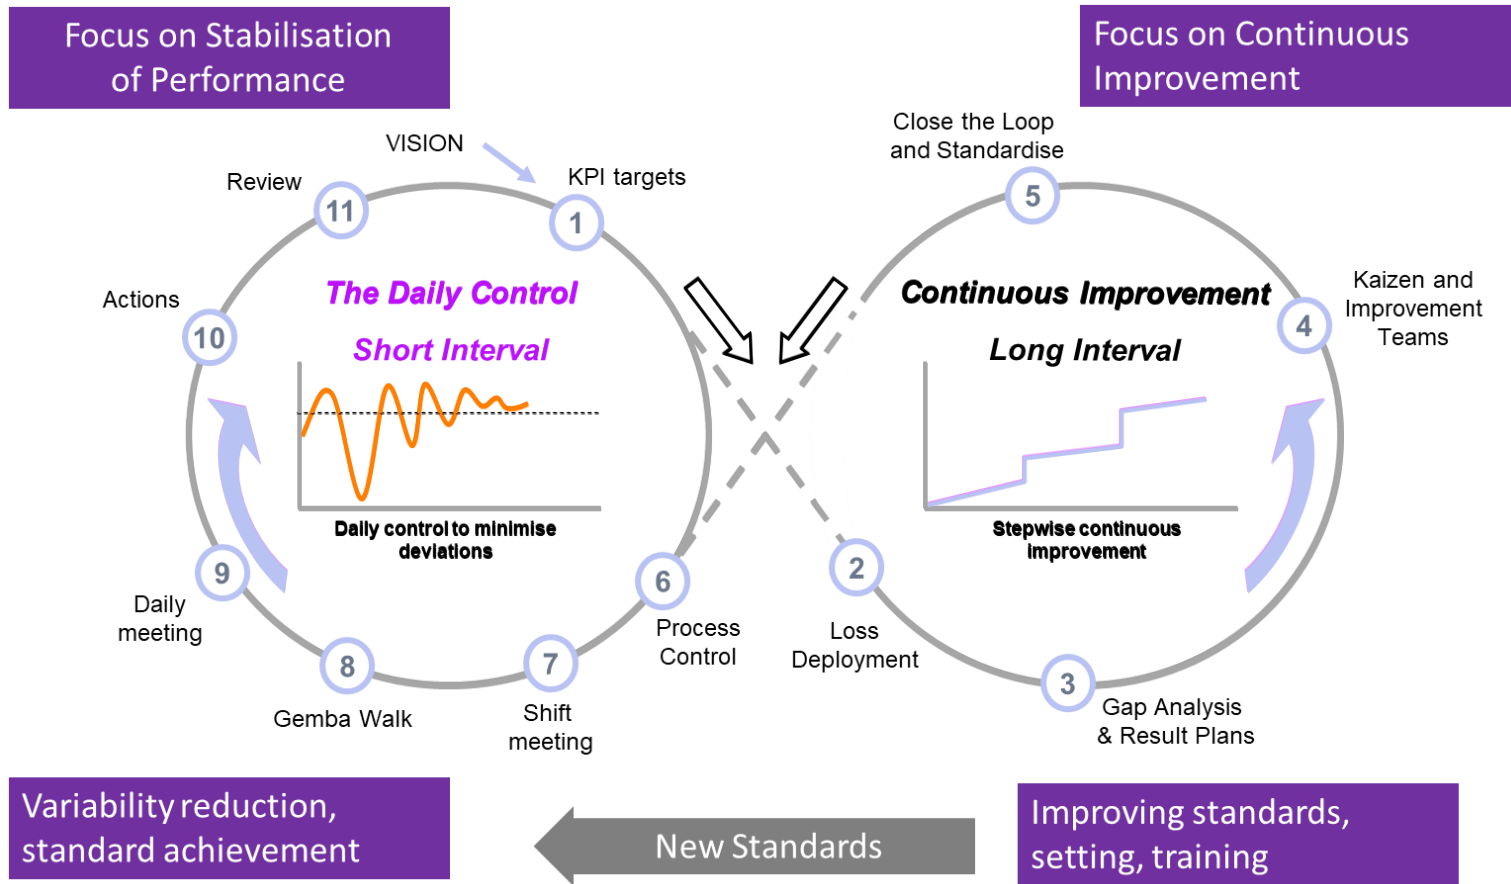 Focus on Stabilisation
of Performance
Focus on Continuous
Improvement
VISION
KPI targets
Review
11
1
Close the Loop
and Standardise
5
Actions
10
The Daily Control
Short Interval
Daily control to minimise
deviations
Continuous Improvement
Long Interval
Stepwise continuous
improvement
Kaizen and
Improvement
Teams
4
9
Daily
meeting
8
Gemba Walk
7
Shift
meeting
6
Process
Control
2
Loss
Deployment
3
Gap Analysis
& Result Plans
Variability reduction,
standard achievement
New Standards
Improving standards,
setting, training